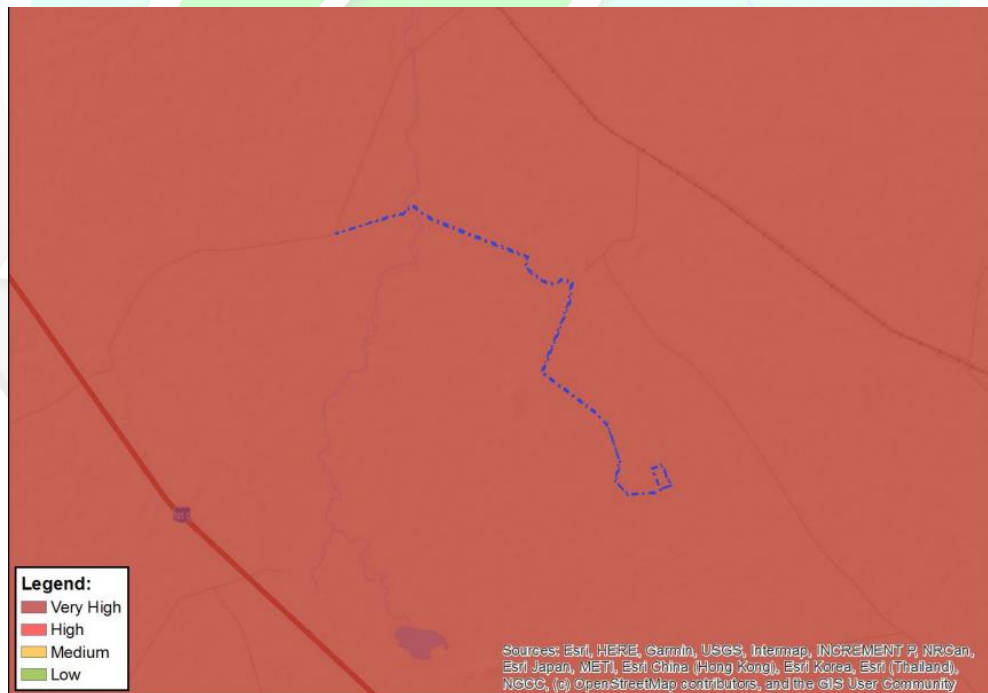 Legend:
Very High
High
Medium
Low
Sources: Esri, HERE, Garmin, USGS, Intermap, INCREMENT P, NRCan,
Esri Japan, METI, Esri China (Hong Kong), Esri Korea, Esri (Thailand),
NGCC, (c) OpenStreetMap contributors, and the GIS User Community